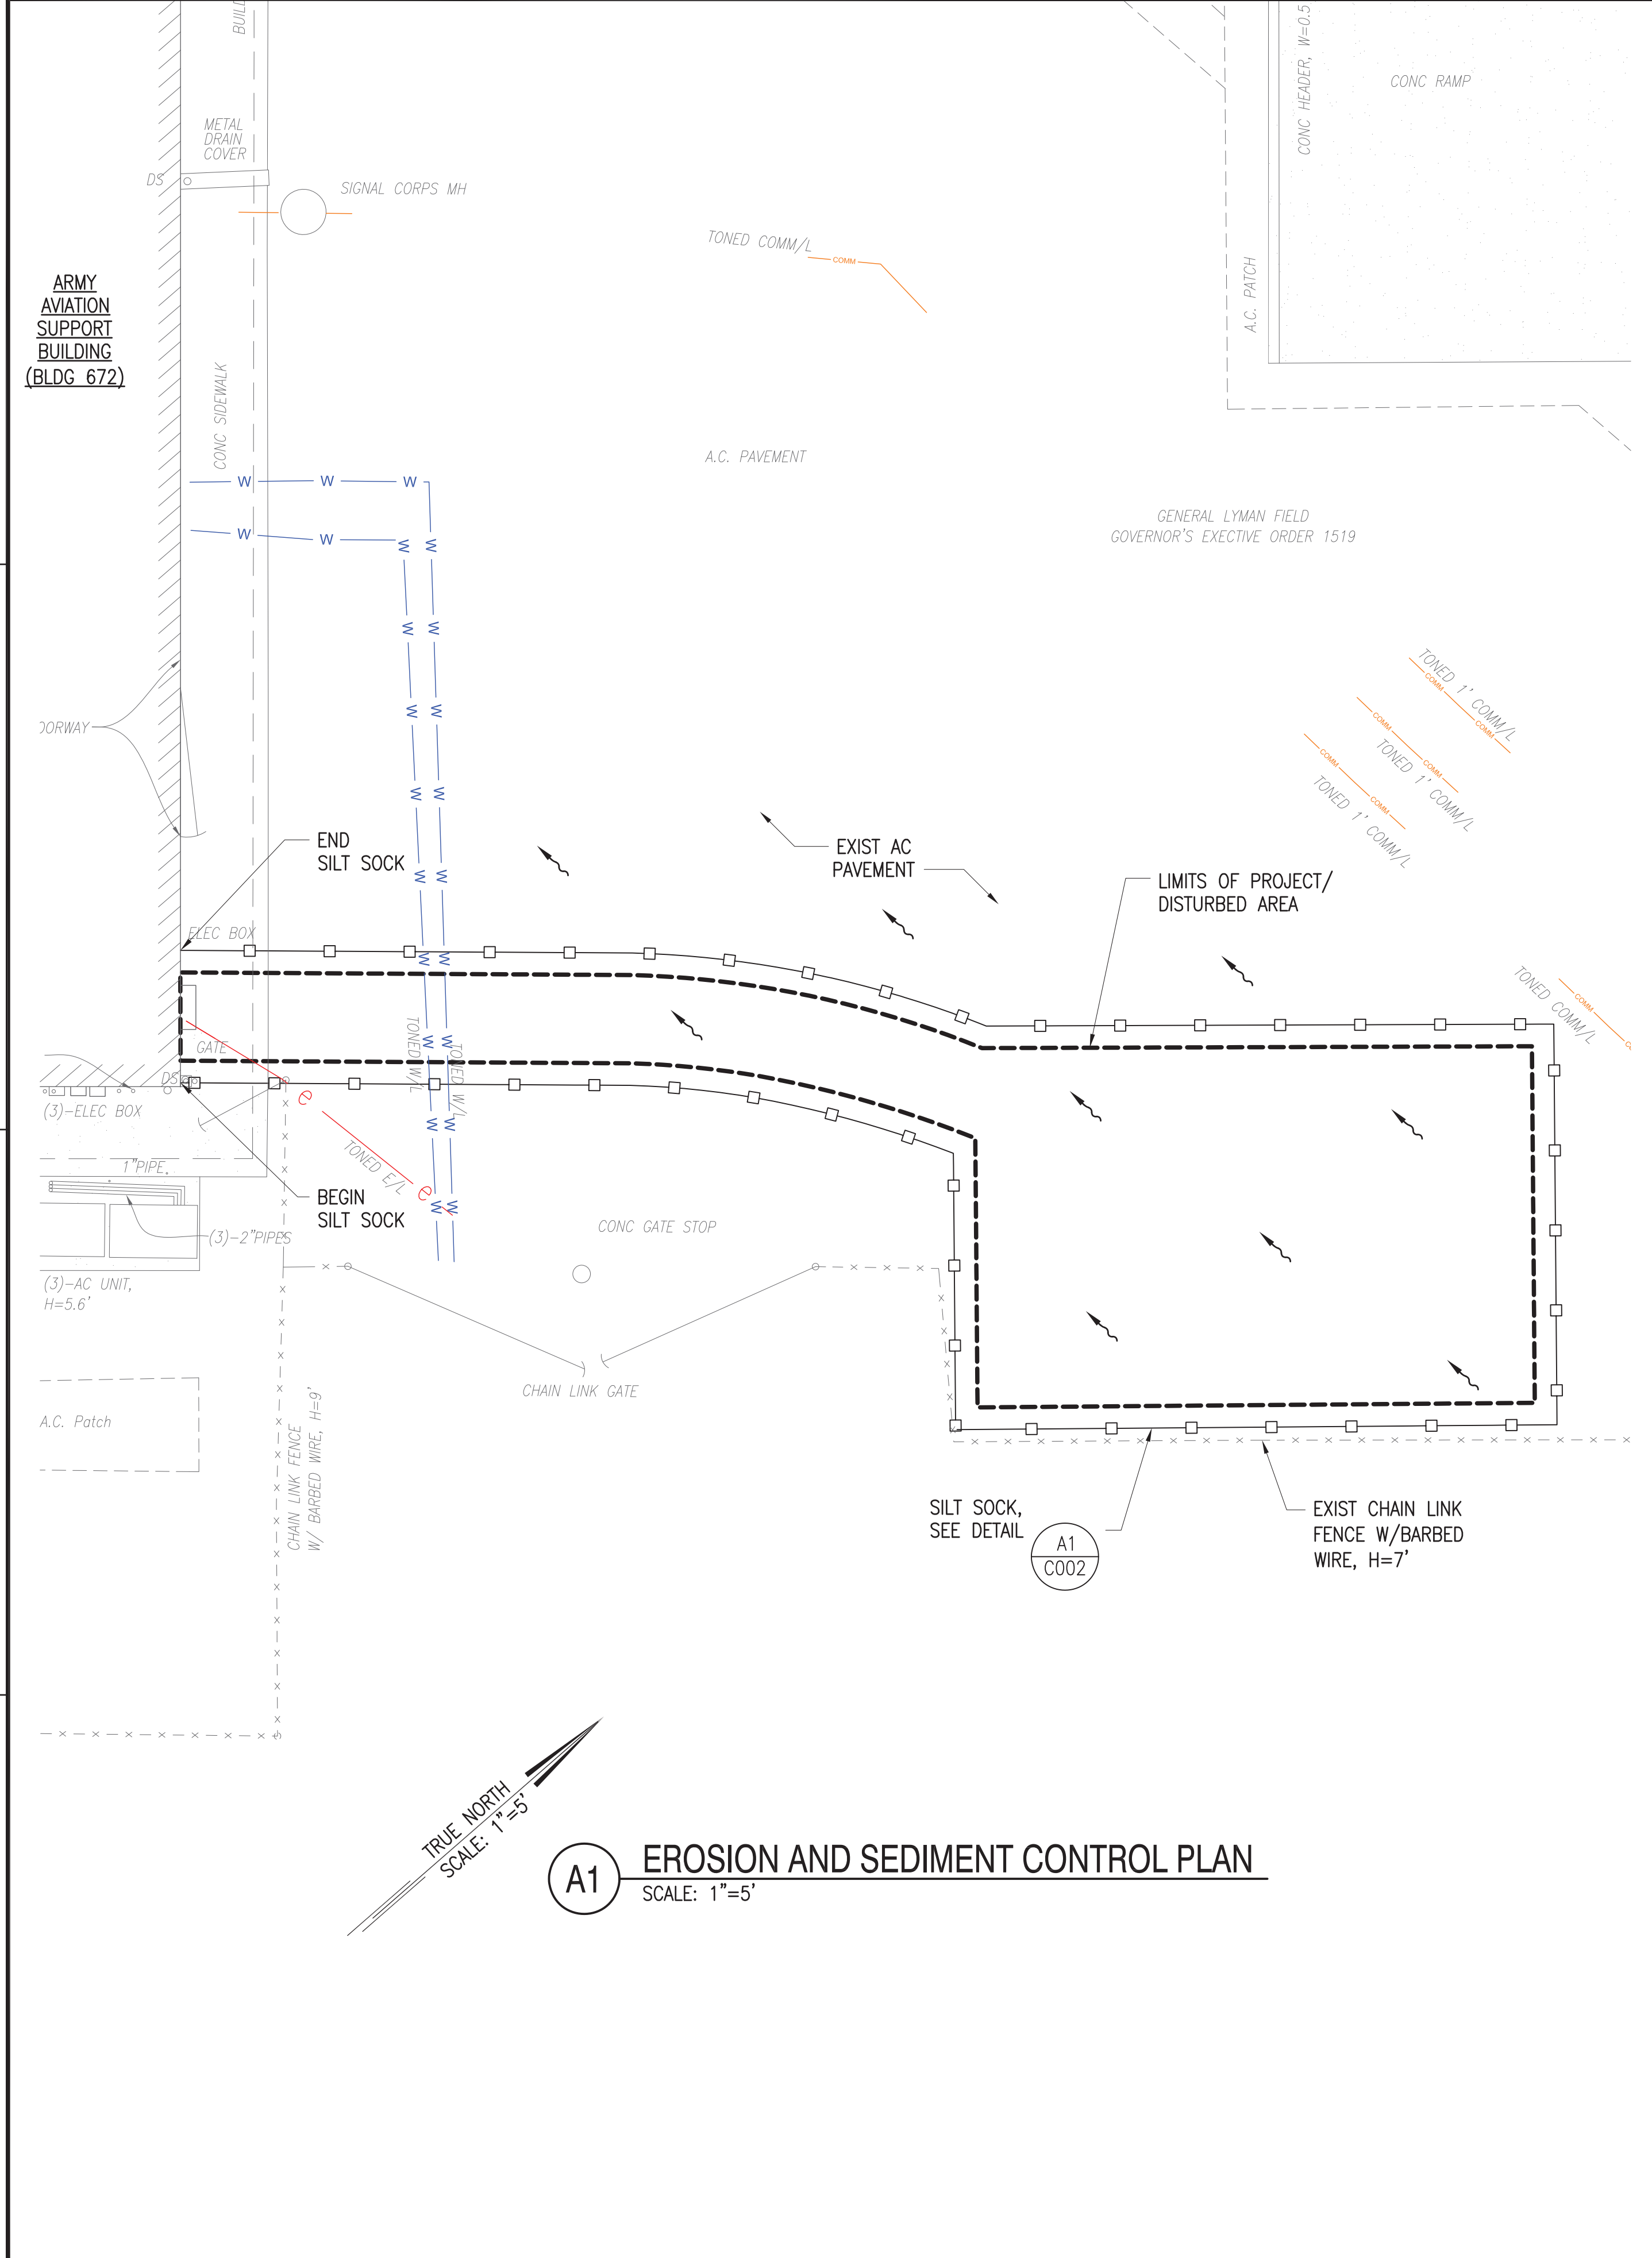 BUILD
CONC HEADER, W=0.5
CONC RAMP
METAL
DRAIN
COVER
DS
SIGNAL CORPS MH
TONED COMM/L
COMM
A.C. PATCH
ARMY
AVIATION
SUPPORT
BUILDING
(BLDG 672)
CONC SIDEWALK
A.C. PAVEMENT
W W W
W W
W W
W W
W W
W W
W W
W W
W W
W W
W W
GENERAL LYMAN FIELD
GOVERNOR'S EXECTIVE ORDER 1519
TONED 1' COMM/L
COMM COMM
TONED 1' COMM/L
COMM COMM
TONED 1' COMM/L
COMM COMM
OORWAY
END
SILT SOCK
EXIST AC
PAVEMENT
LIMITS OF PROJECT/
DISTURBED AREA
ELEC BOX
TONED COMM/L
COMM
GATE
TONED W/L
TONED W/L
DS
(3)-ELEC BOX
e
TONED E/L
e
1"PIPE
BEGIN
SILT SOCK
(3)-2"PIPES
CONC GATE STOP
(3)-AC UNIT,
H=5.6'
CHAIN LINK GATE
A.C. Patch
CHAIN LINK FENCE
W/ BARBED WIRE, H=9'
SILT SOCK,
SEE DETAIL
A1
C002
EXIST CHAIN LINK
FENCE W/BARBED
WIRE, H=7'
TRUE NORTH
SCALE: 1"=5'
A1
EROSION AND SEDIMENT CONTROL PLAN
SCALE: 1"=5'